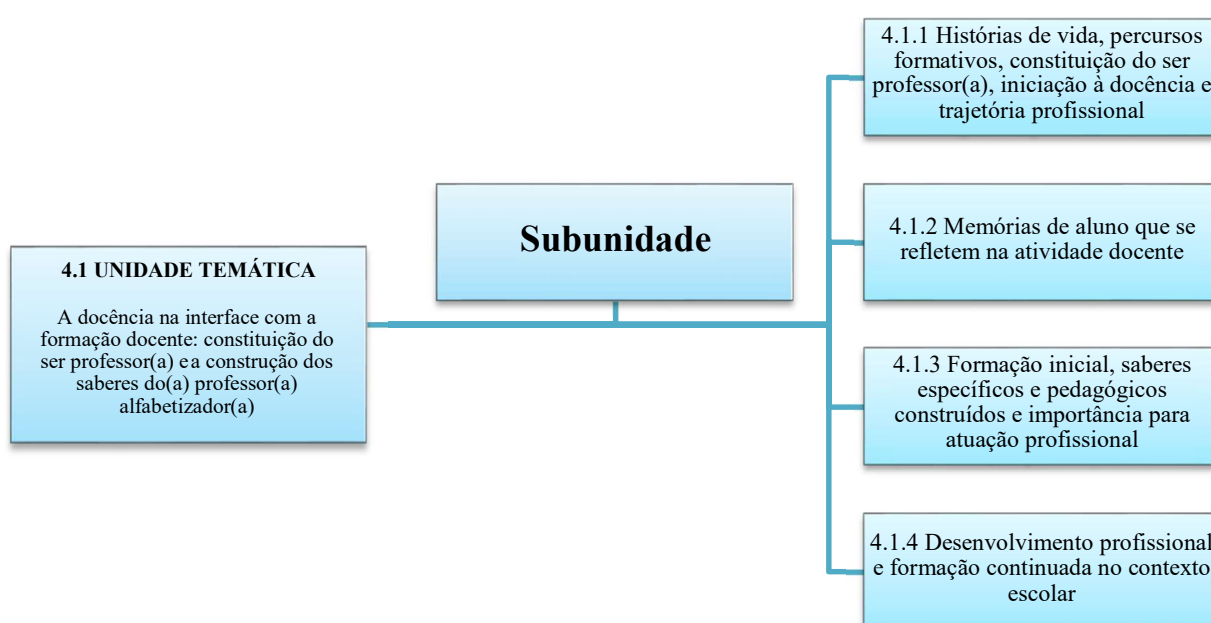 4.1 UNIDADE TEMÁTICA
A docência na interface com a
formação docente: constituição do
ser professor(a) e a construção dos
saberes do(a) professor(a)
alfabetizador(a)
Subunidade
4.1.1 Histórias de vida, percursos
formativos, constituição do ser
professor(a), iniciação à docência e
trajetória profissional
4.1.2 Memórias de aluno que se
refletem na atividade docente
4.1.3 Formação inicial, saberes
específicos e pedagógicos
construídos e importância para
atuação profissional
4.1.4 Desenvolvimento profissional
e formação continuada no contexto
escolar